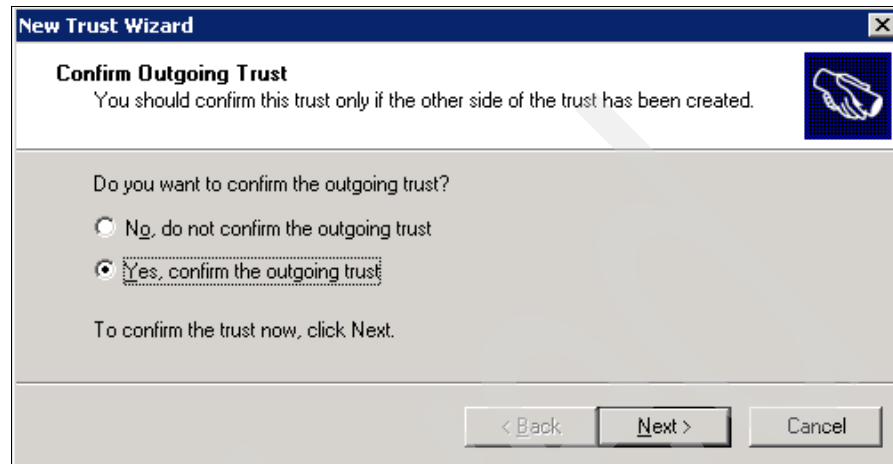 New Trust Wizard
Confirm Outgoing Trust
You should confirm this trust only if the other side of the trust has been created.
Do you want to confirm the outgoing trust?
No, do not confirm the outgoing trust
Yes, confirm the outgoing trust
To confirm the trust now, click Next.
< Back Next > Cancel